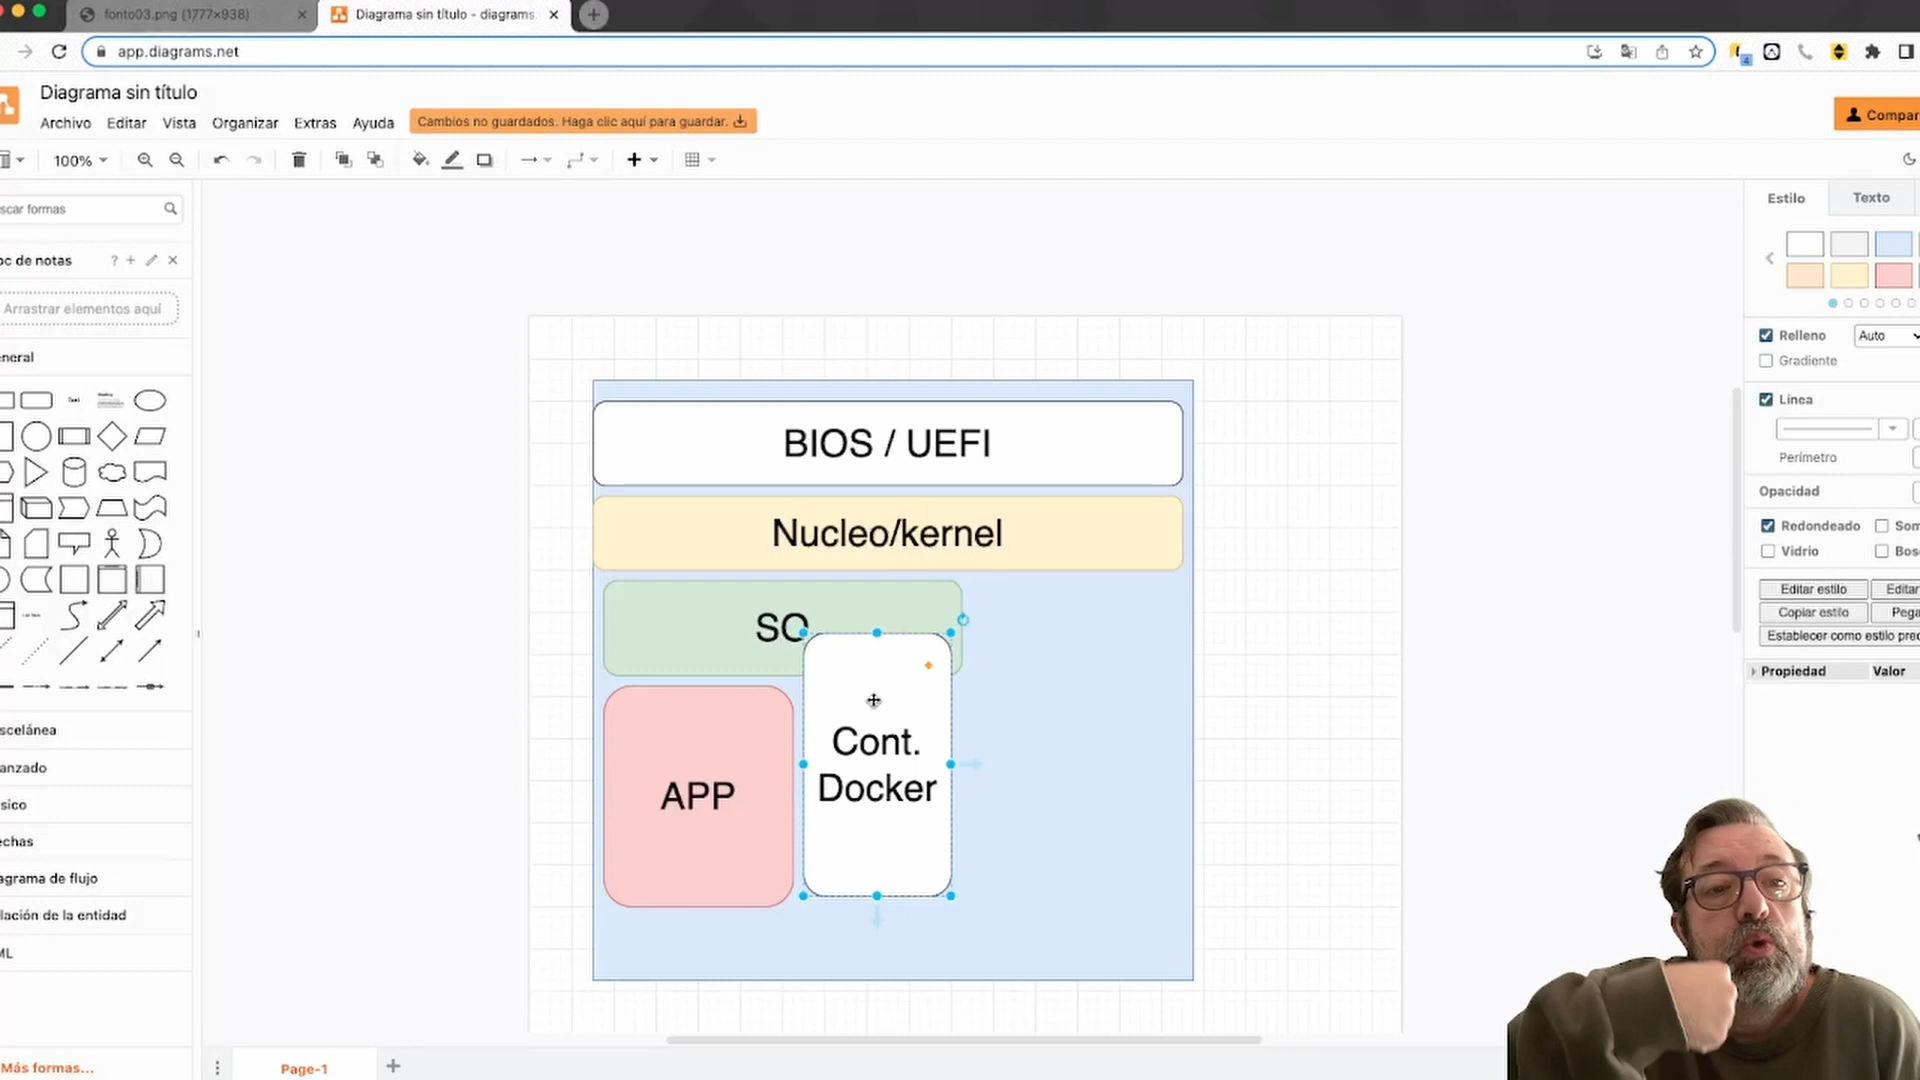 fonto03.png (1777×938)
Diagrama sin título - diagrams.
app.diagrams.net
4
Diagrama sin título
Archivo Editar Vista Organizar Extras Ayuda
Cambios no guardados. Haga clic aquí para guardar.
Compar
100%
scar formas
Estilo
Texto
oc de notas
?
Arrastrar elementos aquí
eneral
Text
Relleno
Auto
Gradiente
Línea
Perímetro
Opacidad
Redondeado
Som
Vidrio
Bos
Editar estilo
Editar
Copiar estilo
Pega
Establecer como estilo prec
Propiedad
Valor
BIOS / UEFI
Nucleo/kernel
SO
APP
Cont.
Docker
scelánea
anzado
sico
echas
agrama de flujo
lación de la entidad
ML
Más formas...
Page-1